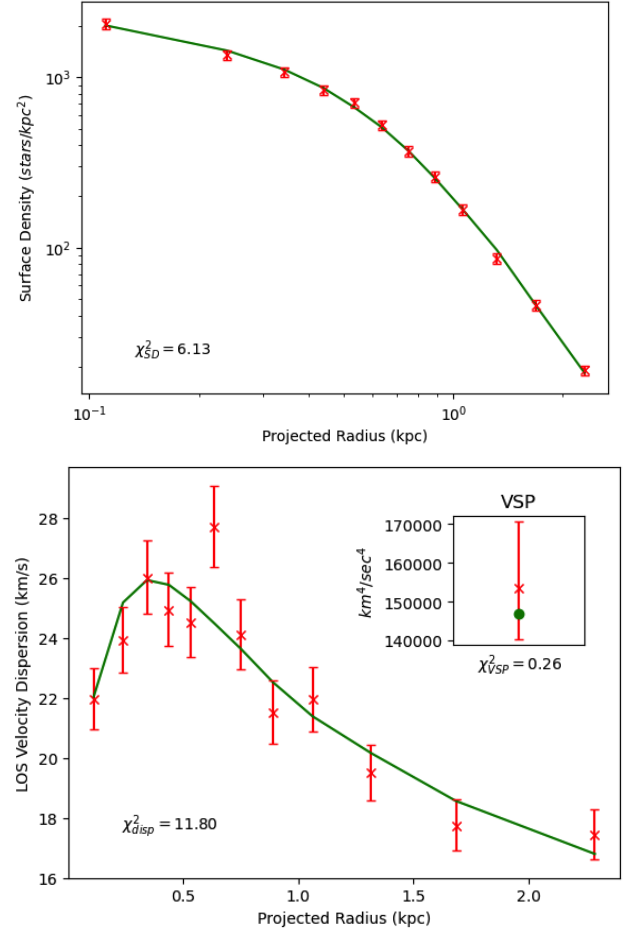 10³
10²
Surface Density (stars/kpc²)
χ²SD = 6.13
10⁻¹
10⁰
Projected Radius (kpc)
28
26
24
22
20
18
16
LOS Velocity Dispersion (km/s)
VSP
170000
160000
150000
140000
km⁴/sec⁴
χ²VSP = 0.26
χ²disp = 11.80
0.5
1.0
1.5
2.0
Projected Radius (kpc)